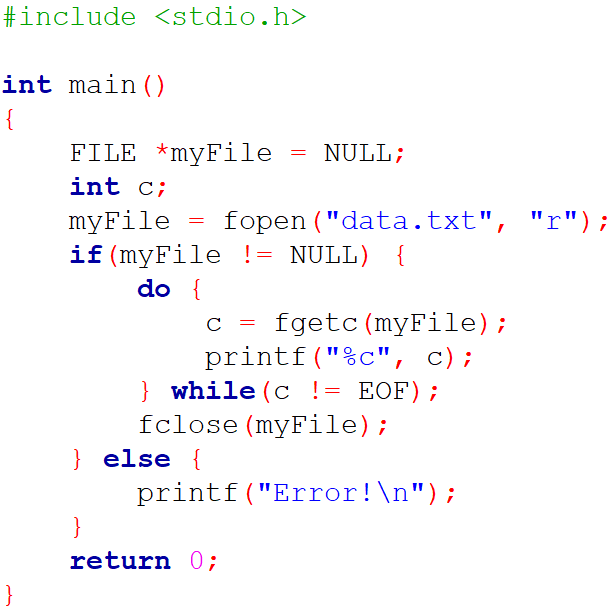 #include <stdio.h>

int main()
{
    FILE *myFile = NULL;
    int c;
    myFile = fopen("data.txt", "r");
    if(myFile != NULL) {
        do {
            c = fgetc(myFile);
            printf("%c", c);
        } while(c != EOF);
        fclose(myFile);
    } else {
        printf("Error!\n");
    }
    return 0;
}